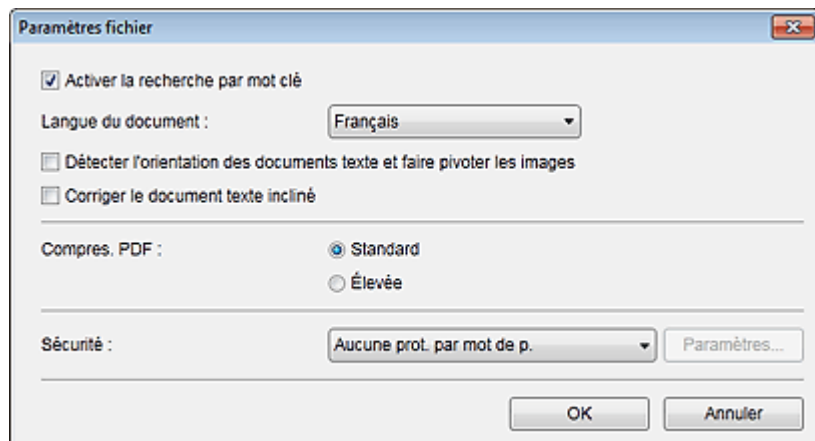 Paramètres fichier
Activer la recherche par mot clé
Langue du document : Français
Détecter l'orientation des documents texte et faire pivoter les images
Corriger le document texte incliné
Compres. PDF : Standard
Élevée
Sécurité : Aucune prot. par mot de p. Paramètres...
OK Annuler